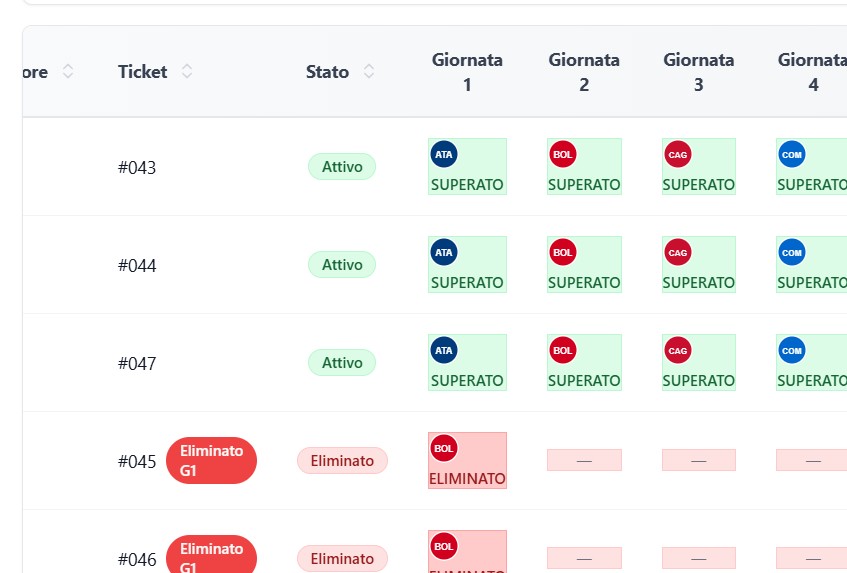 ore Ticket Stato Giornata 1 Giornata 2 Giornata 3 Giornata 4
#043 Attivo ATA SUPERATO BOL SUPERATO CAG SUPERATO COM SUPERATO
#044 Attivo ATA SUPERATO BOL SUPERATO CAG SUPERATO COM SUPERATO
#047 Attivo ATA SUPERATO BOL SUPERATO CAG SUPERATO COM SUPERATO
#045 Eliminato G1 Eliminato BOL ELIMINATO — — —
#046 Eliminato G1 Eliminato BOL ELIMINATO — — —